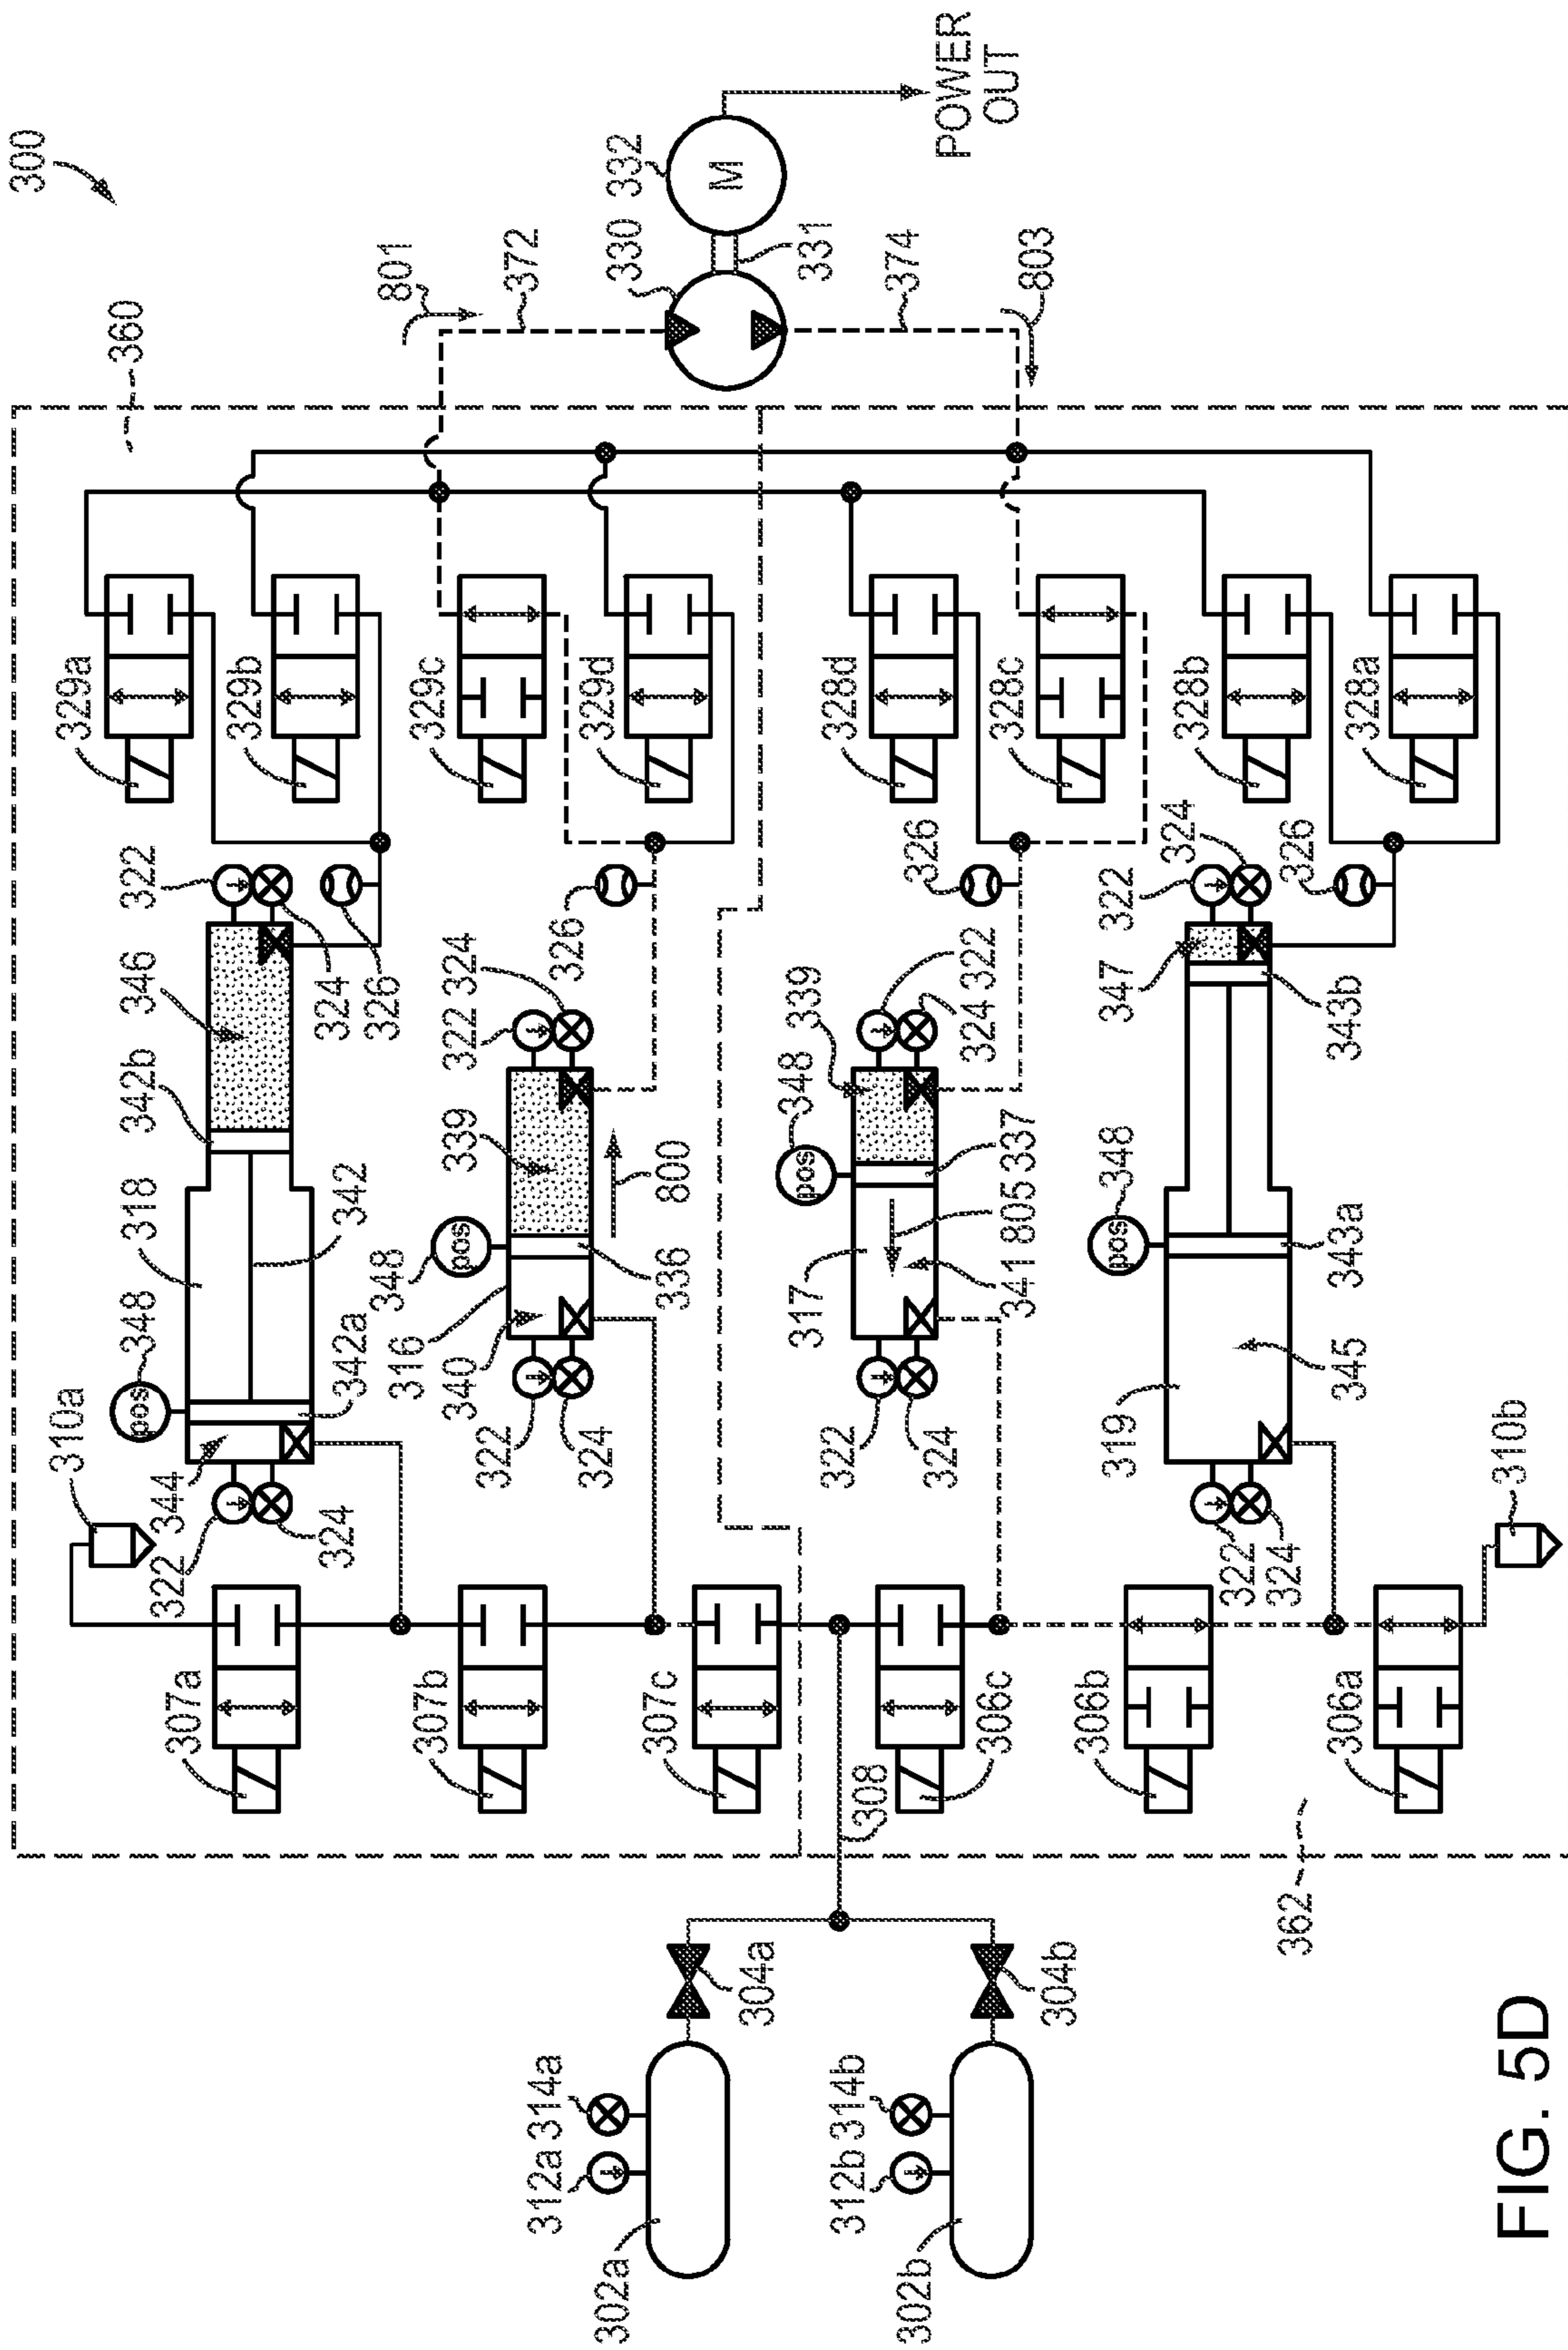 300
360
801
372
330
332
M
331
374
803
POWER
OUT
329a
329b
329c
329d
328d
328c
328b
328a
322
346
324
326
342b
318
342
348
pos
310a
342a
344
322
324
322
324
326
339
800
348
pos
316
336
340
322
324
326
322
324
339
348
pos
337
805
341
317
322
324
322
324
326
347
343b
348
pos
343a
345
319
322
324
310b
307a
307b
307c
308
306c
306b
306a
362
304a
304b
312a
314a
302a
312b
314b
302b
FIG. 5D